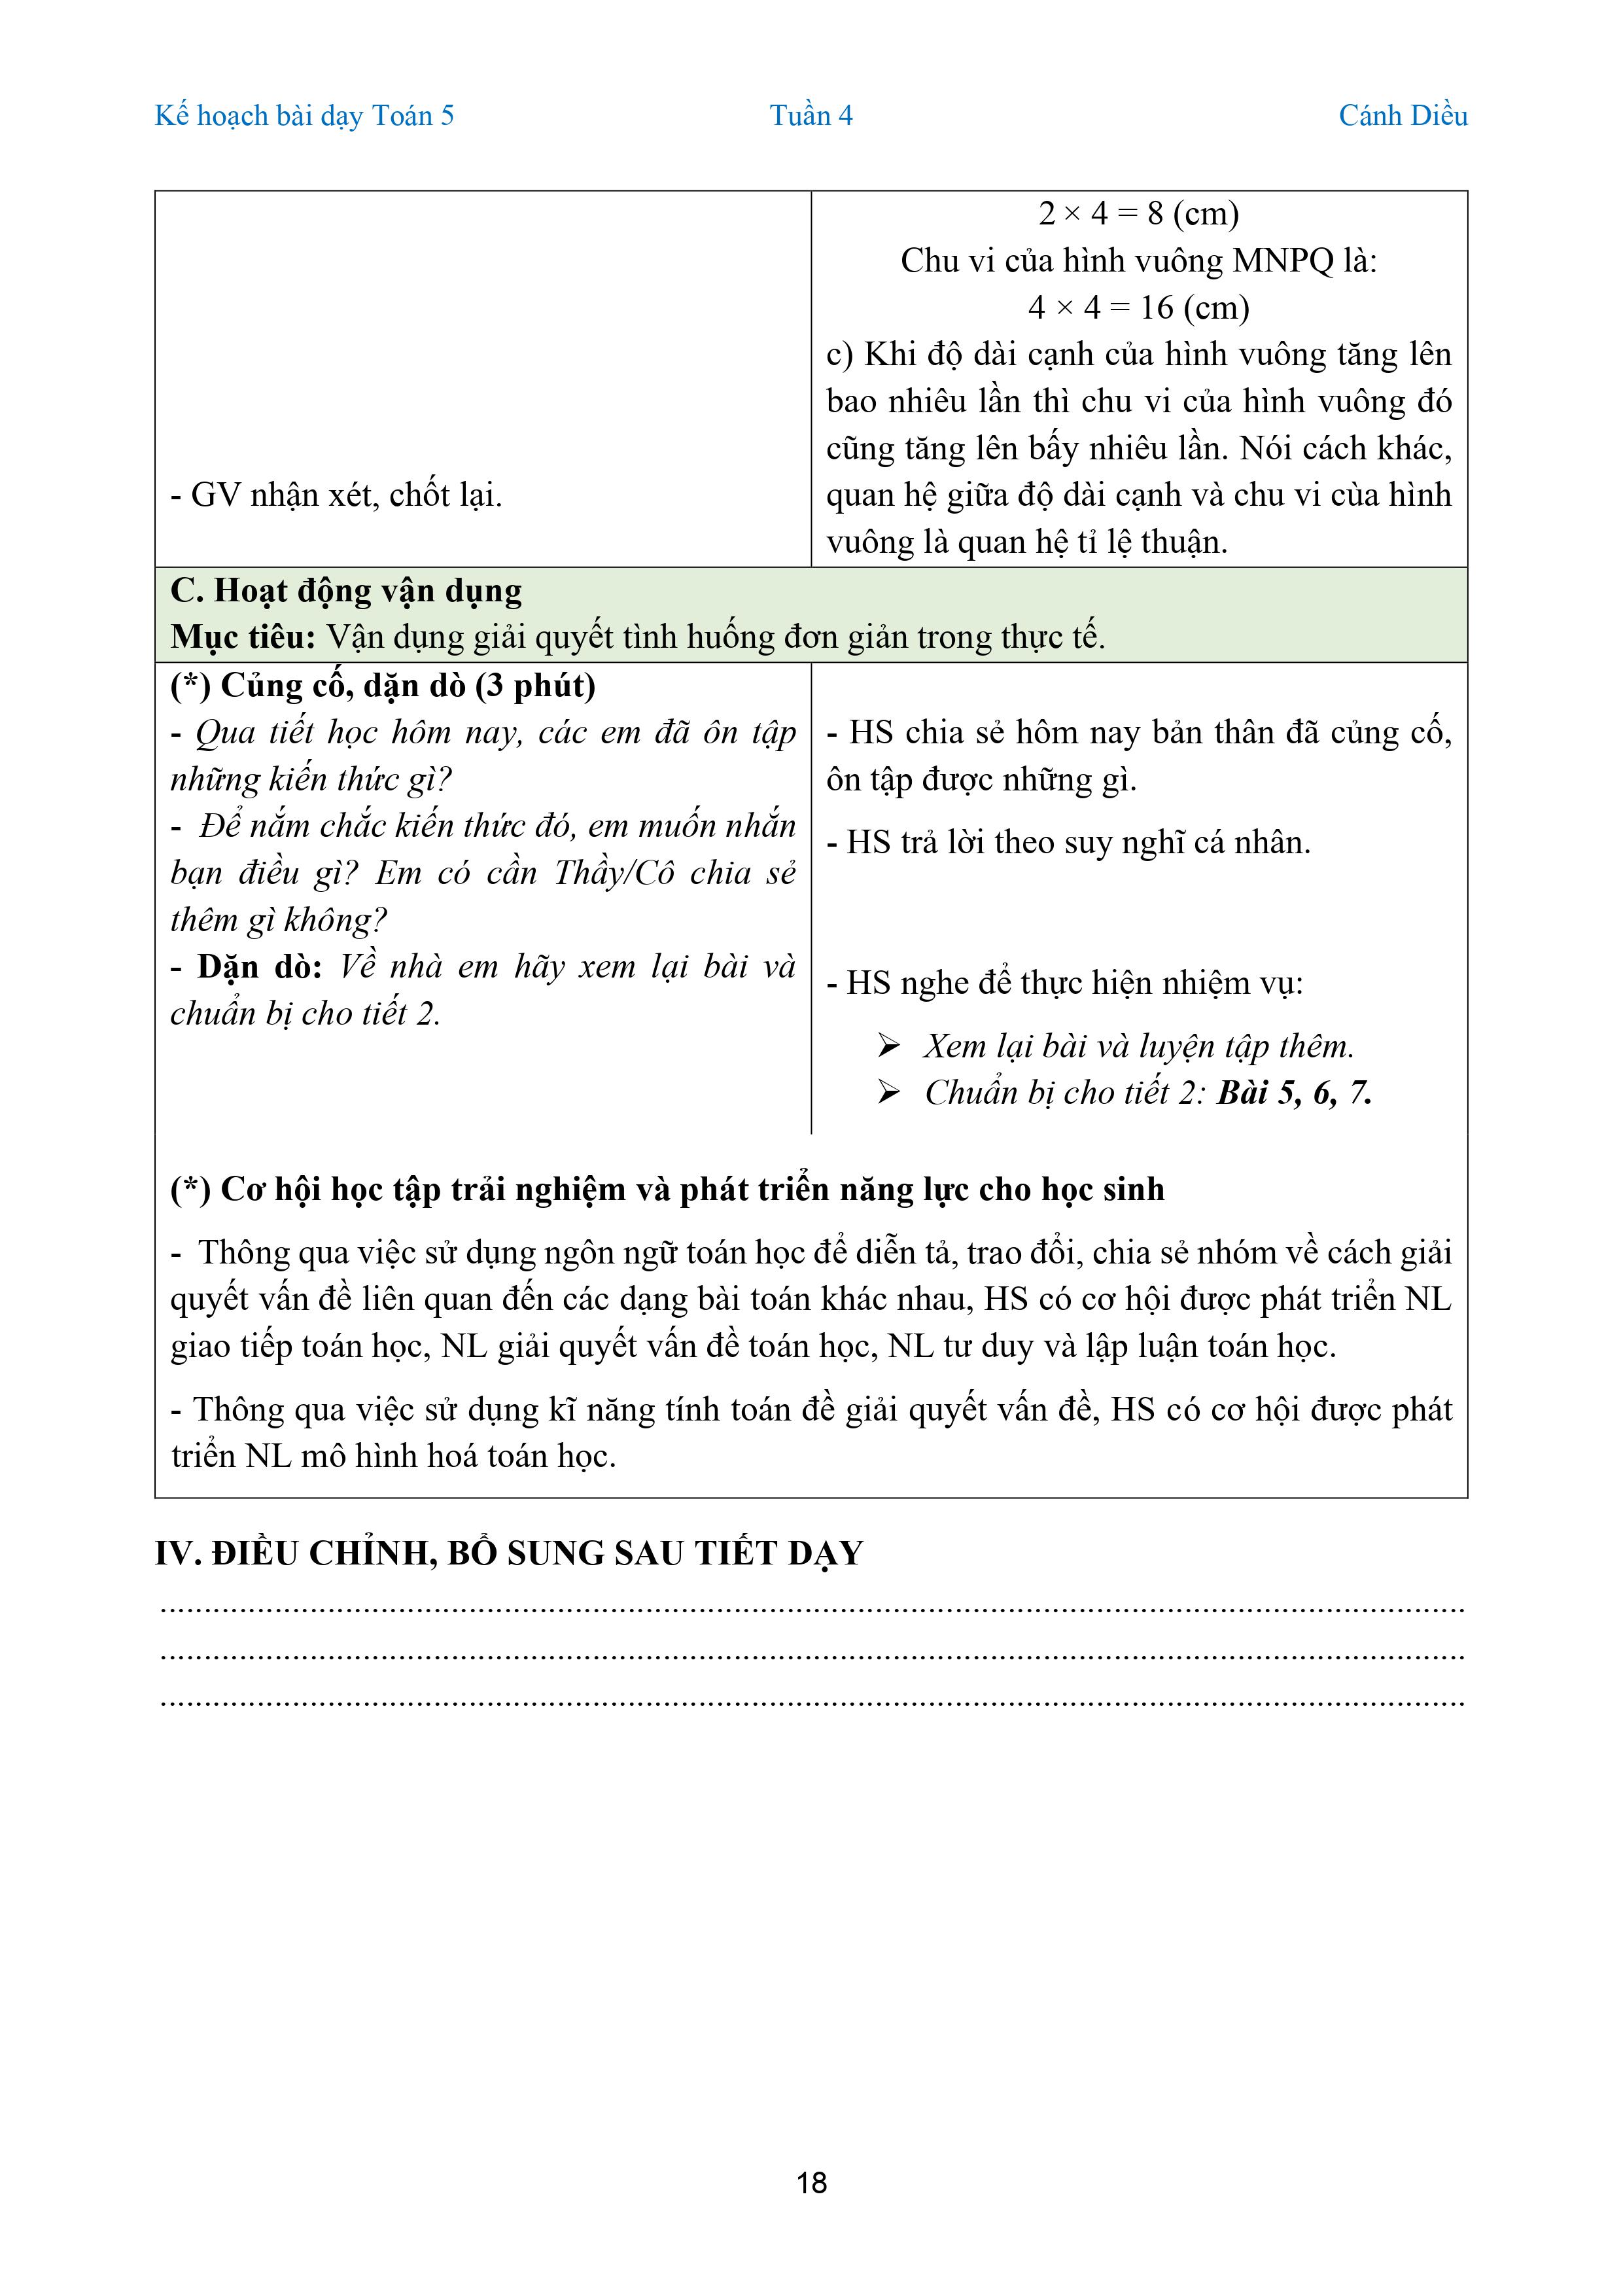 Kế hoạch bài dạy Toán 5 Tuần 4 Cánh Diều
2 × 4 = 8 (cm)
Chu vi của hình vuông MNPQ là:
4 × 4 = 16 (cm)
c) Khi độ dài cạnh của hình vuông tăng lên
bao nhiêu lần thì chu vi của hình vuông đó
cũng tăng lên bấy nhiêu lần. Nói cách khác,
quan hệ giữa độ dài cạnh và chu vi cùa hình
vuông là quan hệ tỉ lệ thuận.
- GV nhận xét, chốt lại.
C. Hoạt động vận dụng
Mục tiêu: Vận dụng giải quyết tình huống đơn giản trong thực tế.
(*) Củng cố, dặn dò (3 phút)
- Qua tiết học hôm nay, các em đã ôn tập
những kiến thức gì?
- Để nắm chắc kiến thức đó, em muốn nhắn
bạn điều gì? Em có cần Thầy/Cô chia sẻ
thêm gì không?
- Dặn dò: Về nhà em hãy xem lại bài và
chuẩn bị cho tiết 2.
- HS chia sẻ hôm nay bản thân đã củng cố,
ôn tập được những gì.
- HS trả lời theo suy nghĩ cá nhân.
- HS nghe để thực hiện nhiệm vụ:
➢ Xem lại bài và luyện tập thêm.
➢ Chuẩn bị cho tiết 2: Bài 5, 6, 7.
(*) Cơ hội học tập trải nghiệm và phát triển năng lực cho học sinh
- Thông qua việc sử dụng ngôn ngữ toán học để diễn tả, trao đổi, chia sẻ nhóm về cách giải
quyết vấn đề liên quan đến các dạng bài toán khác nhau, HS có cơ hội được phát triển NL
giao tiếp toán học, NL giải quyết vấn đề toán học, NL tư duy và lập luận toán học.
- Thông qua việc sử dụng kĩ năng tính toán đề giải quyết vấn đề, HS có cơ hội được phát
triển NL mô hình hoá toán học.
IV. ĐIỀU CHỈNH, BỔ SUNG SAU TIẾT DẠY
18